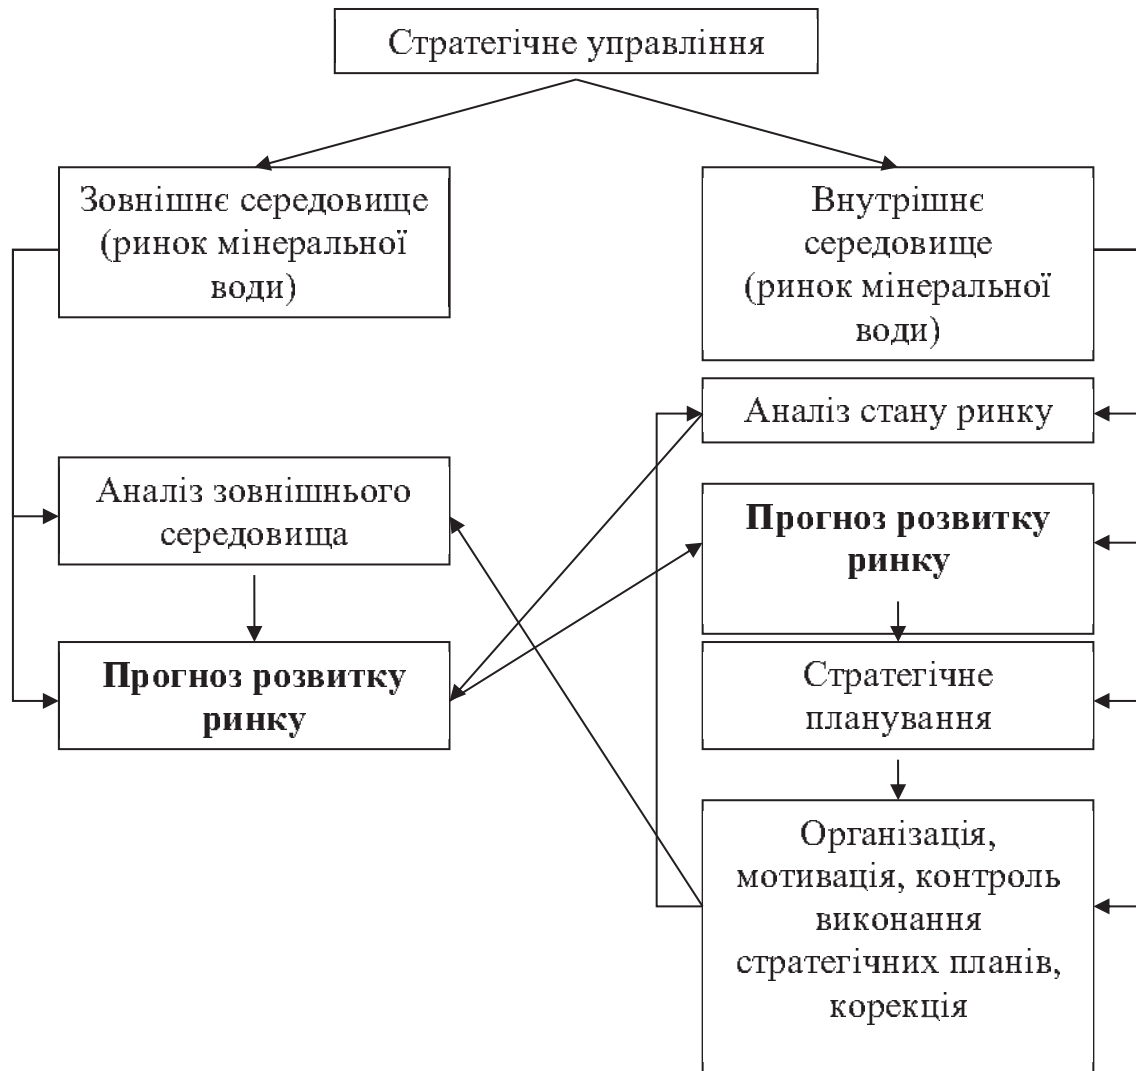 Стратегічне управління
Зовнішнє середовище
(ринок мінеральної
води)
Внутрішнє
середовище
(ринок мінеральної
води)
Аналіз стану ринку
Аналіз зовнішнього
середовища
Прогноз розвитку
ринку
Прогноз розвитку
ринку
Стратегічне
планування
Організація,
мотивація, контроль
виконання
стратегічних планів,
корекція